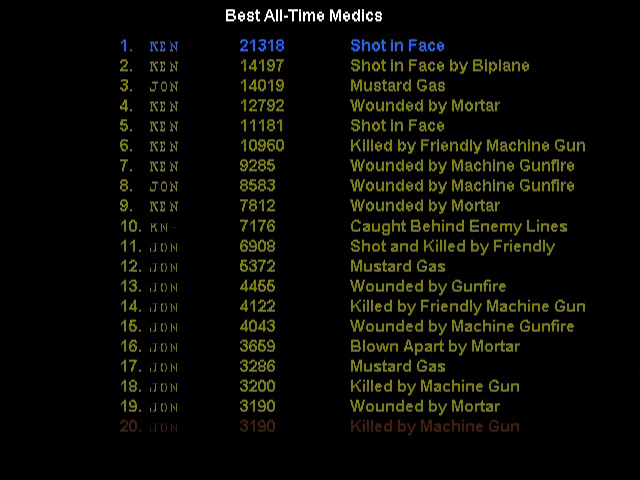 Best All-Time Medics
1. KEN 21318 Shot in Face
2. KEN 14197 Shot in Face by Biplane
3. JON 14019 Mustard Gas
4. KEN 12792 Wounded by Mortar
5. KEN 11181 Shot in Face
6. KEN 10960 Killed by Friendly Machine Gun
7. KEN 9285 Wounded by Machine Gunfire
8. JON 8583 Wounded by Machine Gunfire
9. KEN 7812 Wounded by Mortar
10. KN- 7176 Caught Behind Enemy Lines
11. JON 6908 Shot and Killed by Friendly
12. JON 5372 Mustard Gas
13. JON 4455 Wounded by Gunfire
14. JON 4122 Killed by Friendly Machine Gun
15. JON 4043 Wounded by Machine Gunfire
16. JON 3659 Blown Apart by Mortar
17. JON 3286 Mustard Gas
18. JON 3200 Killed by Machine Gun
19. JON 3190 Wounded by Mortar
20. JON 3190 Killed by Machine Gun